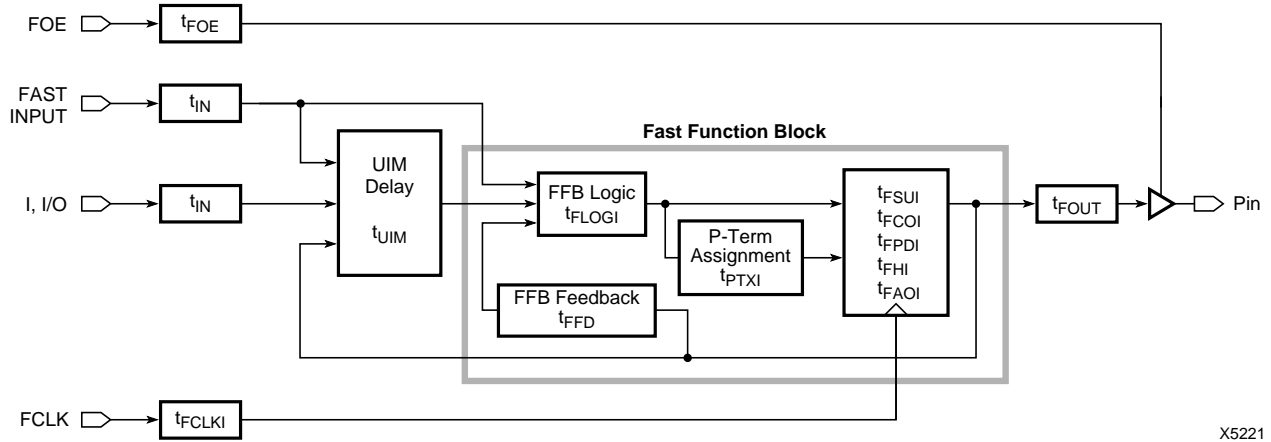 FOE
tFOE
FAST
INPUT
tIN
Fast Function Block
UIM
Delay
tUIM
I, I/O
tIN
FFB Logic
tFLOGI
P-Term
Assignment
tPTXI
FFB Feedback
tFFD
tFSUI
tFCOI
tFPDI
tFHI
tFAOI
tFOUT
Pin
FCLK
tFCLKI
X5221